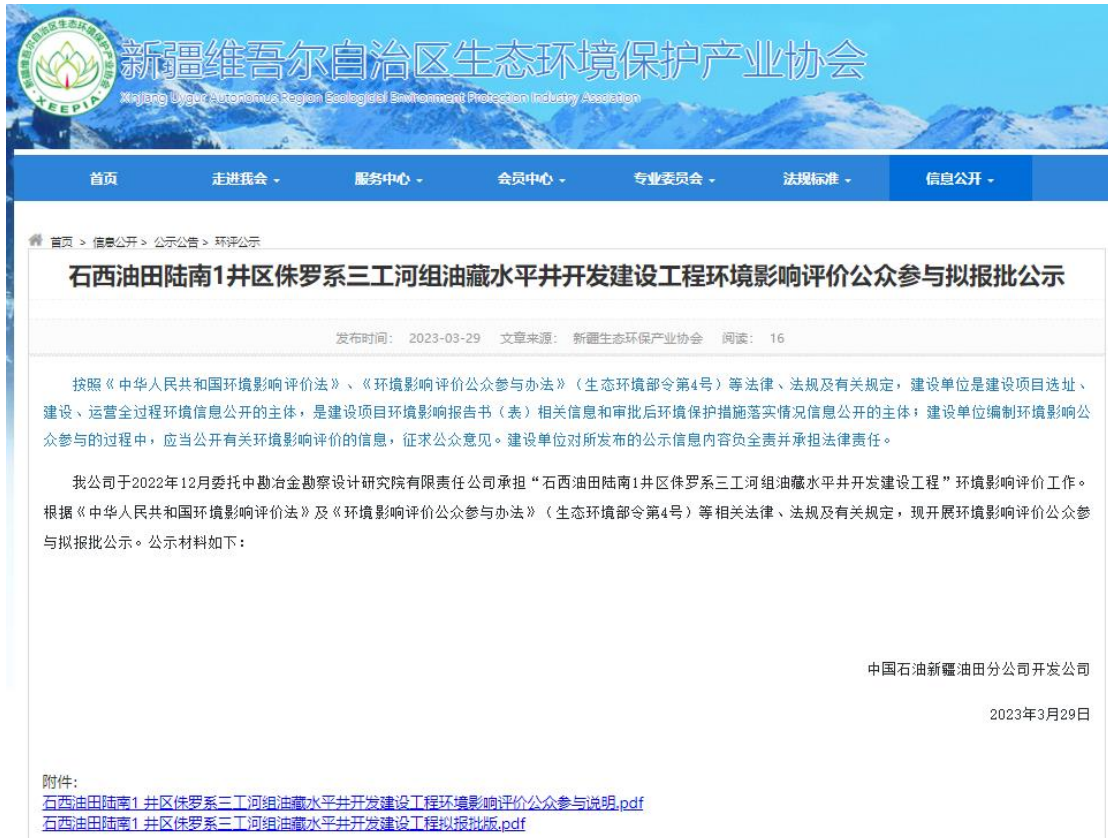 新疆维吾尔自治区生态环境保护产业协会
XinJiang Uygur Autonomus Region Ecological Environment Protection Industry Assciation
XEEPIA
首页 走进我会 服务中心 会员中心 专业委员会 法规标准 信息公开
首页 > 信息公开 > 公示公告 > 环评公示
石西油田陆南1井区侏罗系三工河组油藏水平井开发建设工程环境影响评价公众参与拟报批公示
发布时间： 2023-03-29 文章来源： 新疆生态环保产业协会 阅读： 16
按照《中华人民共和国环境影响评价法》、《环境影响评价公众参与办法》（生态环境部令第4号）等法律、法规及有关规定，建设单位是建设项目选址、
建设、运营全过程环境信息公开的主体，是建设项目环境影响报告书（表）相关信息和审批后环境保护措施落实情况信息公开的主体；建设单位编制环境影响公
众参与的过程中，应当公开有关环境影响评价的信息，征求公众意见。建设单位对所发布的公示信息内容负全责并承担法律责任。
我公司于2022年12月委托中勘冶金勘察设计研究院有限责任公司承担“石西油田陆南1井区侏罗系三工河组油藏水平井开发建设工程”环境影响评价工作。
根据《中华人民共和国环境影响评价法》及《环境影响评价公众参与办法》（生态环境部令第4号）等相关法律、法规及有关规定，现开展环境影响评价公众参
与拟报批公示。公示材料如下：
中国石油新疆油田分公司开发公司
2023年3月29日
附件:
石西油田陆南1 井区侏罗系三工河组油藏水平井开发建设工程环境影响评价公众参与说明.pdf
石西油田陆南1 井区侏罗系三工河组油藏水平井开发建设工程拟报批版.pdf